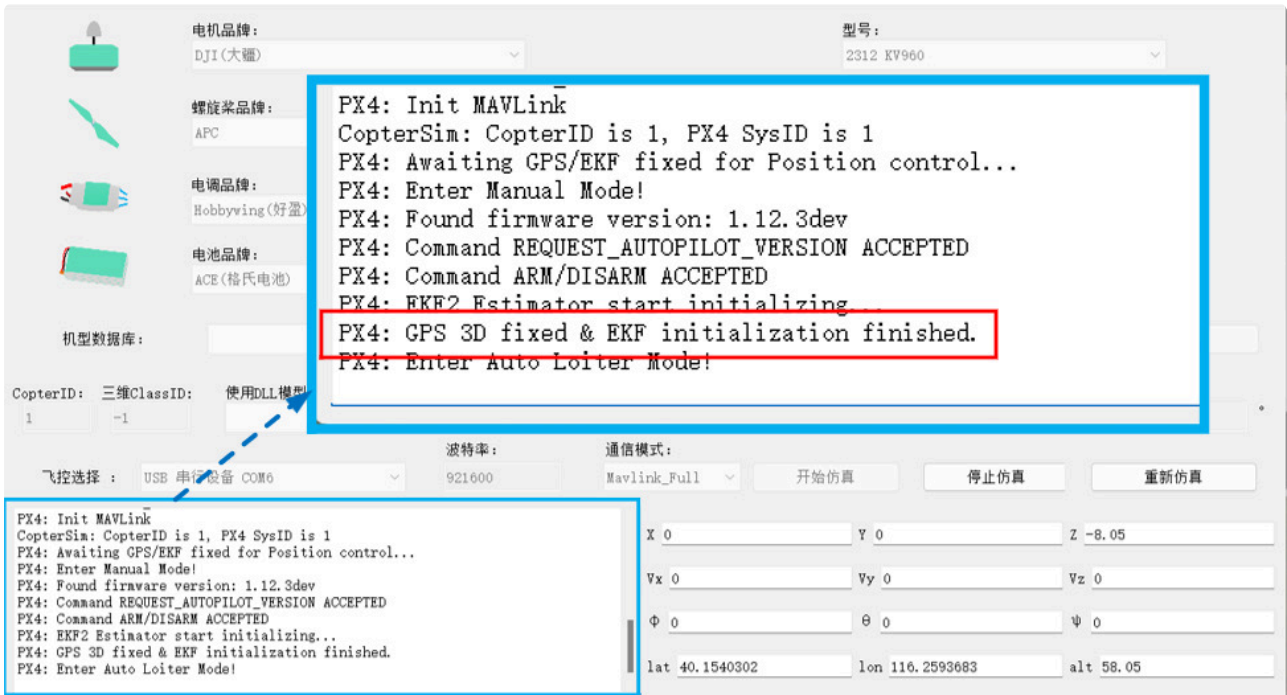 电机品牌：
型号：
DJI(大疆)
2312 KV960
螺旋桨品牌：
APC
电调品牌：
Hobbywing(好盈)
电池品牌：
ACE(格氏电池)
机型数据库：
PX4: Init MAVLink
CopterSim: CopterID is 1, PX4 SysID is 1
PX4: Awaiting GPS/EKF fixed for Position control...
PX4: Enter Manual Mode!
PX4: Found firmware version: 1.12.3dev
PX4: Command REQUEST_AUTOPILOT_VERSION ACCEPTED
PX4: Command ARM/DISARM ACCEPTED
PX4: EKF2 Estimator start initializing...
PX4: GPS 3D fixed & EKF initialization finished.
PX4: Enter Auto Loiter Mode!
CopterID: 三维ClassID: 使用DLL模型
1 -1 °
波特率： 通信模式：
飞控选择 ： USB 串行设备 COM6 921600 Mavlink_Full 开始仿真 停止仿真 重新仿真
PX4: Init MAVLink
CopterSim: CopterID is 1, PX4 SysID is 1
PX4: Awaiting GPS/EKF fixed for Position control...
PX4: Enter Manual Mode!
PX4: Found firmware version: 1.12.3dev
PX4: Command REQUEST_AUTOPILOT_VERSION ACCEPTED
PX4: Command ARM/DISARM ACCEPTED
PX4: EKF2 Estimator start initializing...
PX4: GPS 3D fixed & EKF initialization finished.
PX4: Enter Auto Loiter Mode!
X 0 Y 0 Z -8.05
Vx 0 Vy 0 Vz 0
Φ 0 θ 0 ψ 0
lat 40.1540302 lon 116.2593683 alt 58.05